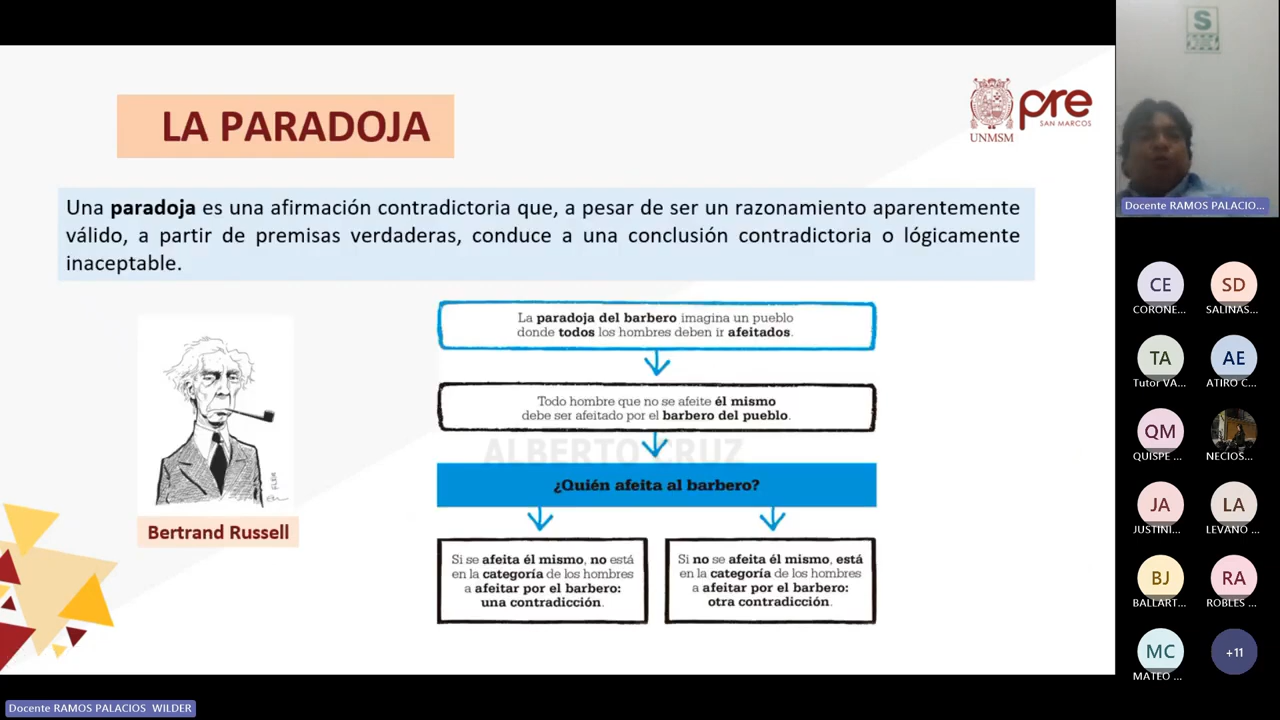 LA PARADOJA
UNMSM
pre
SAN MARCOS
Una paradoja es una afirmación contradictoria que, a pesar de ser un razonamiento aparentemente
válido, a partir de premisas verdaderas, conduce a una conclusión contradictoria o lógicamente
inaceptable.
La paradoja del barbero imagina un pueblo
donde todos los hombres deben ir afeitados.
Todo hombre que no se afeite él mismo
debe ser afeitado por el barbero del pueblo.
ALBERTO CRUZ
¿Quién afeita al barbero?
Si se afeita él mismo, no está
en la categoría de los hombres
a afeitar por el barbero:
una contradicción.
Si no se afeita él mismo, está
en la categoría de los hombres
a afeitar por el barbero:
otra contradicción.
Bertrand Russell
S
Docente RAMOS PALACIO...
CE
CORONE...
SD
SALINAS...
TA
Tutor VA...
AE
ATIRO C...
QM
QUISPE ...
NECIOS...
JA
JUSTINI...
LA
LEVANO ...
BJ
BALLART...
RA
ROBLES ...
MC
MATEO ...
+11
Docente RAMOS PALACIOS WILDER